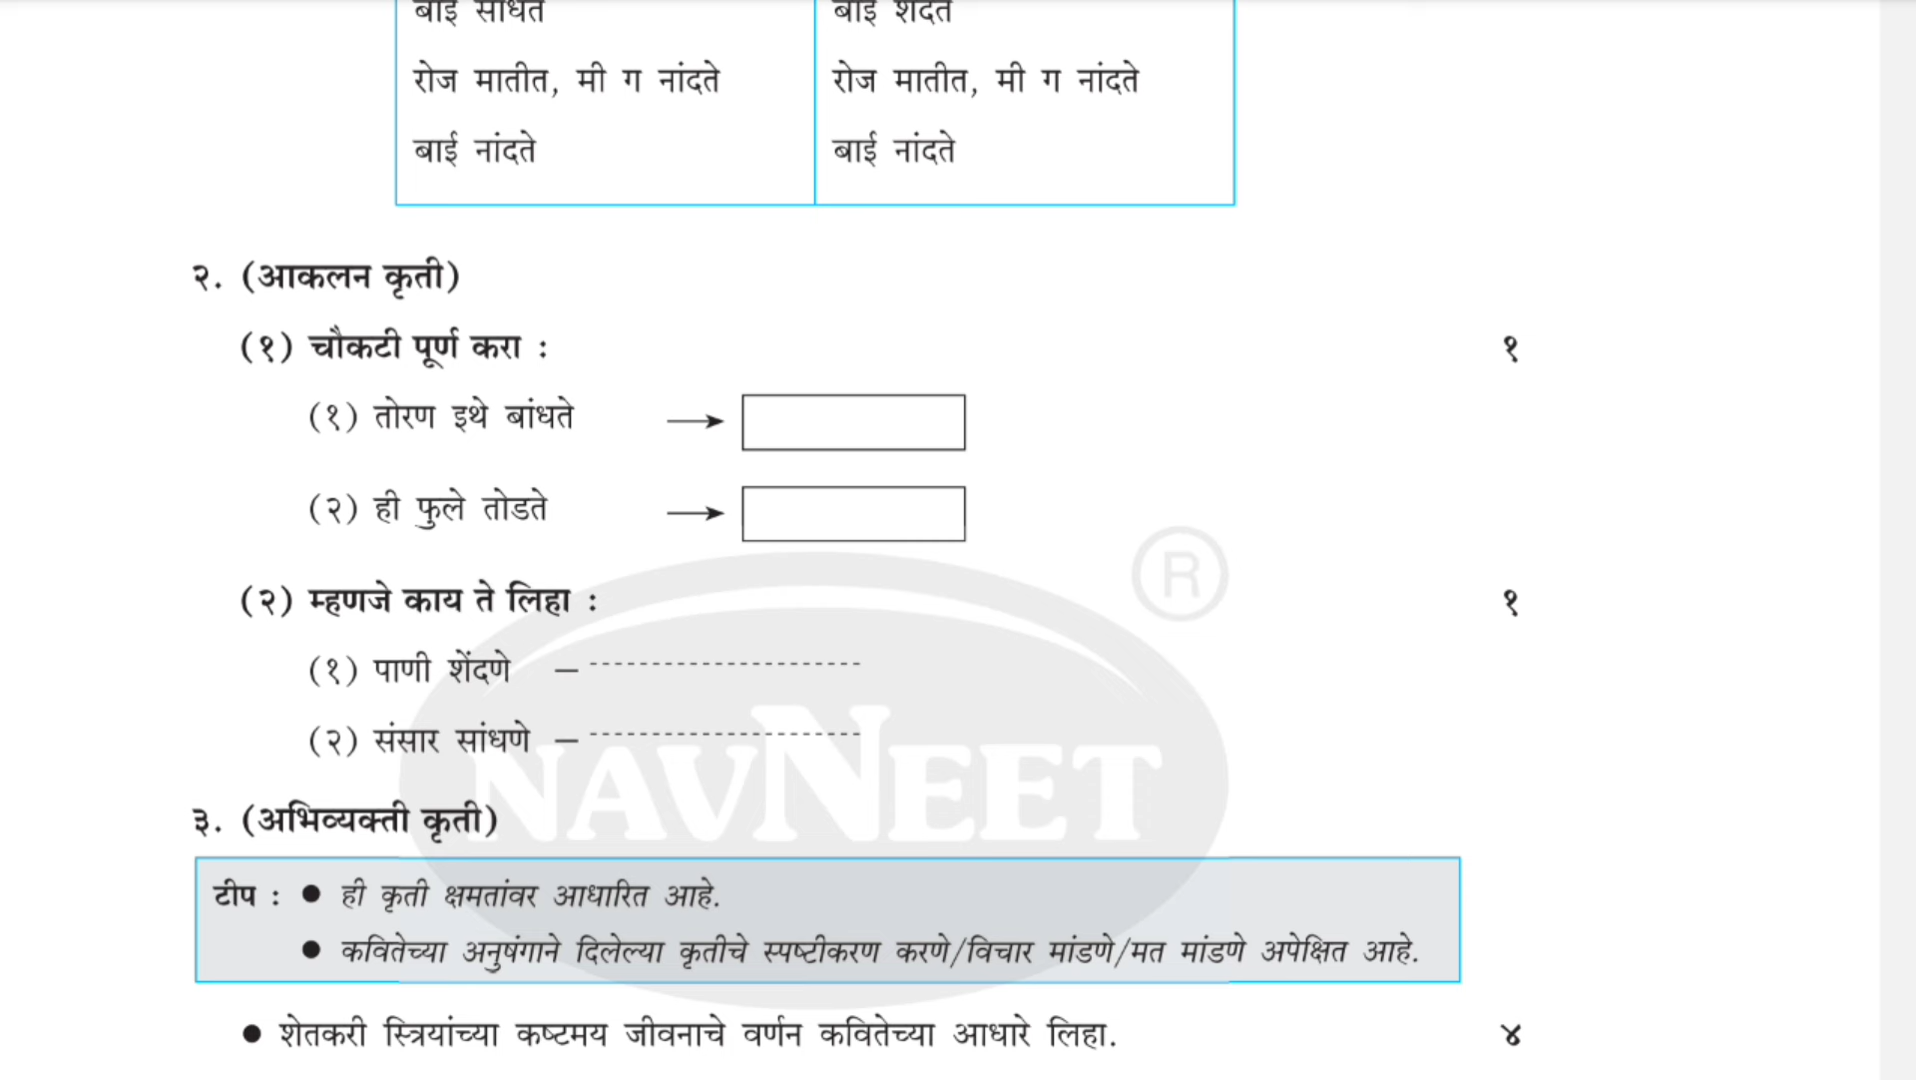 बाई सांधते
बाई शेंदते
रोज मातीत, मी ग नांदते
रोज मातीत, मी ग नांदते
बाई नांदते
बाई नांदते
२. (आकलन कृती)
(१) चौकटी पूर्ण करा : १
(१) तोरण इथे बांधते
(२) ही फुले तोडते
(२) म्हणजे काय ते लिहा : १
(१) पाणी शेंदणे –
(२) संसार सांधणे –
NAVNEET ®
३. (अभिव्यक्ती कृती)
टीप : ● ही कृती क्षमतांवर आधारित आहे.
● कवितेच्या अनुषंगाने दिलेल्या कृतीचे स्पष्टीकरण करणे/विचार मांडणे/मत मांडणे अपेक्षित आहे.
● शेतकरी स्त्रियांच्या कष्टमय जीवनाचे वर्णन कवितेच्या आधारे लिहा. ४